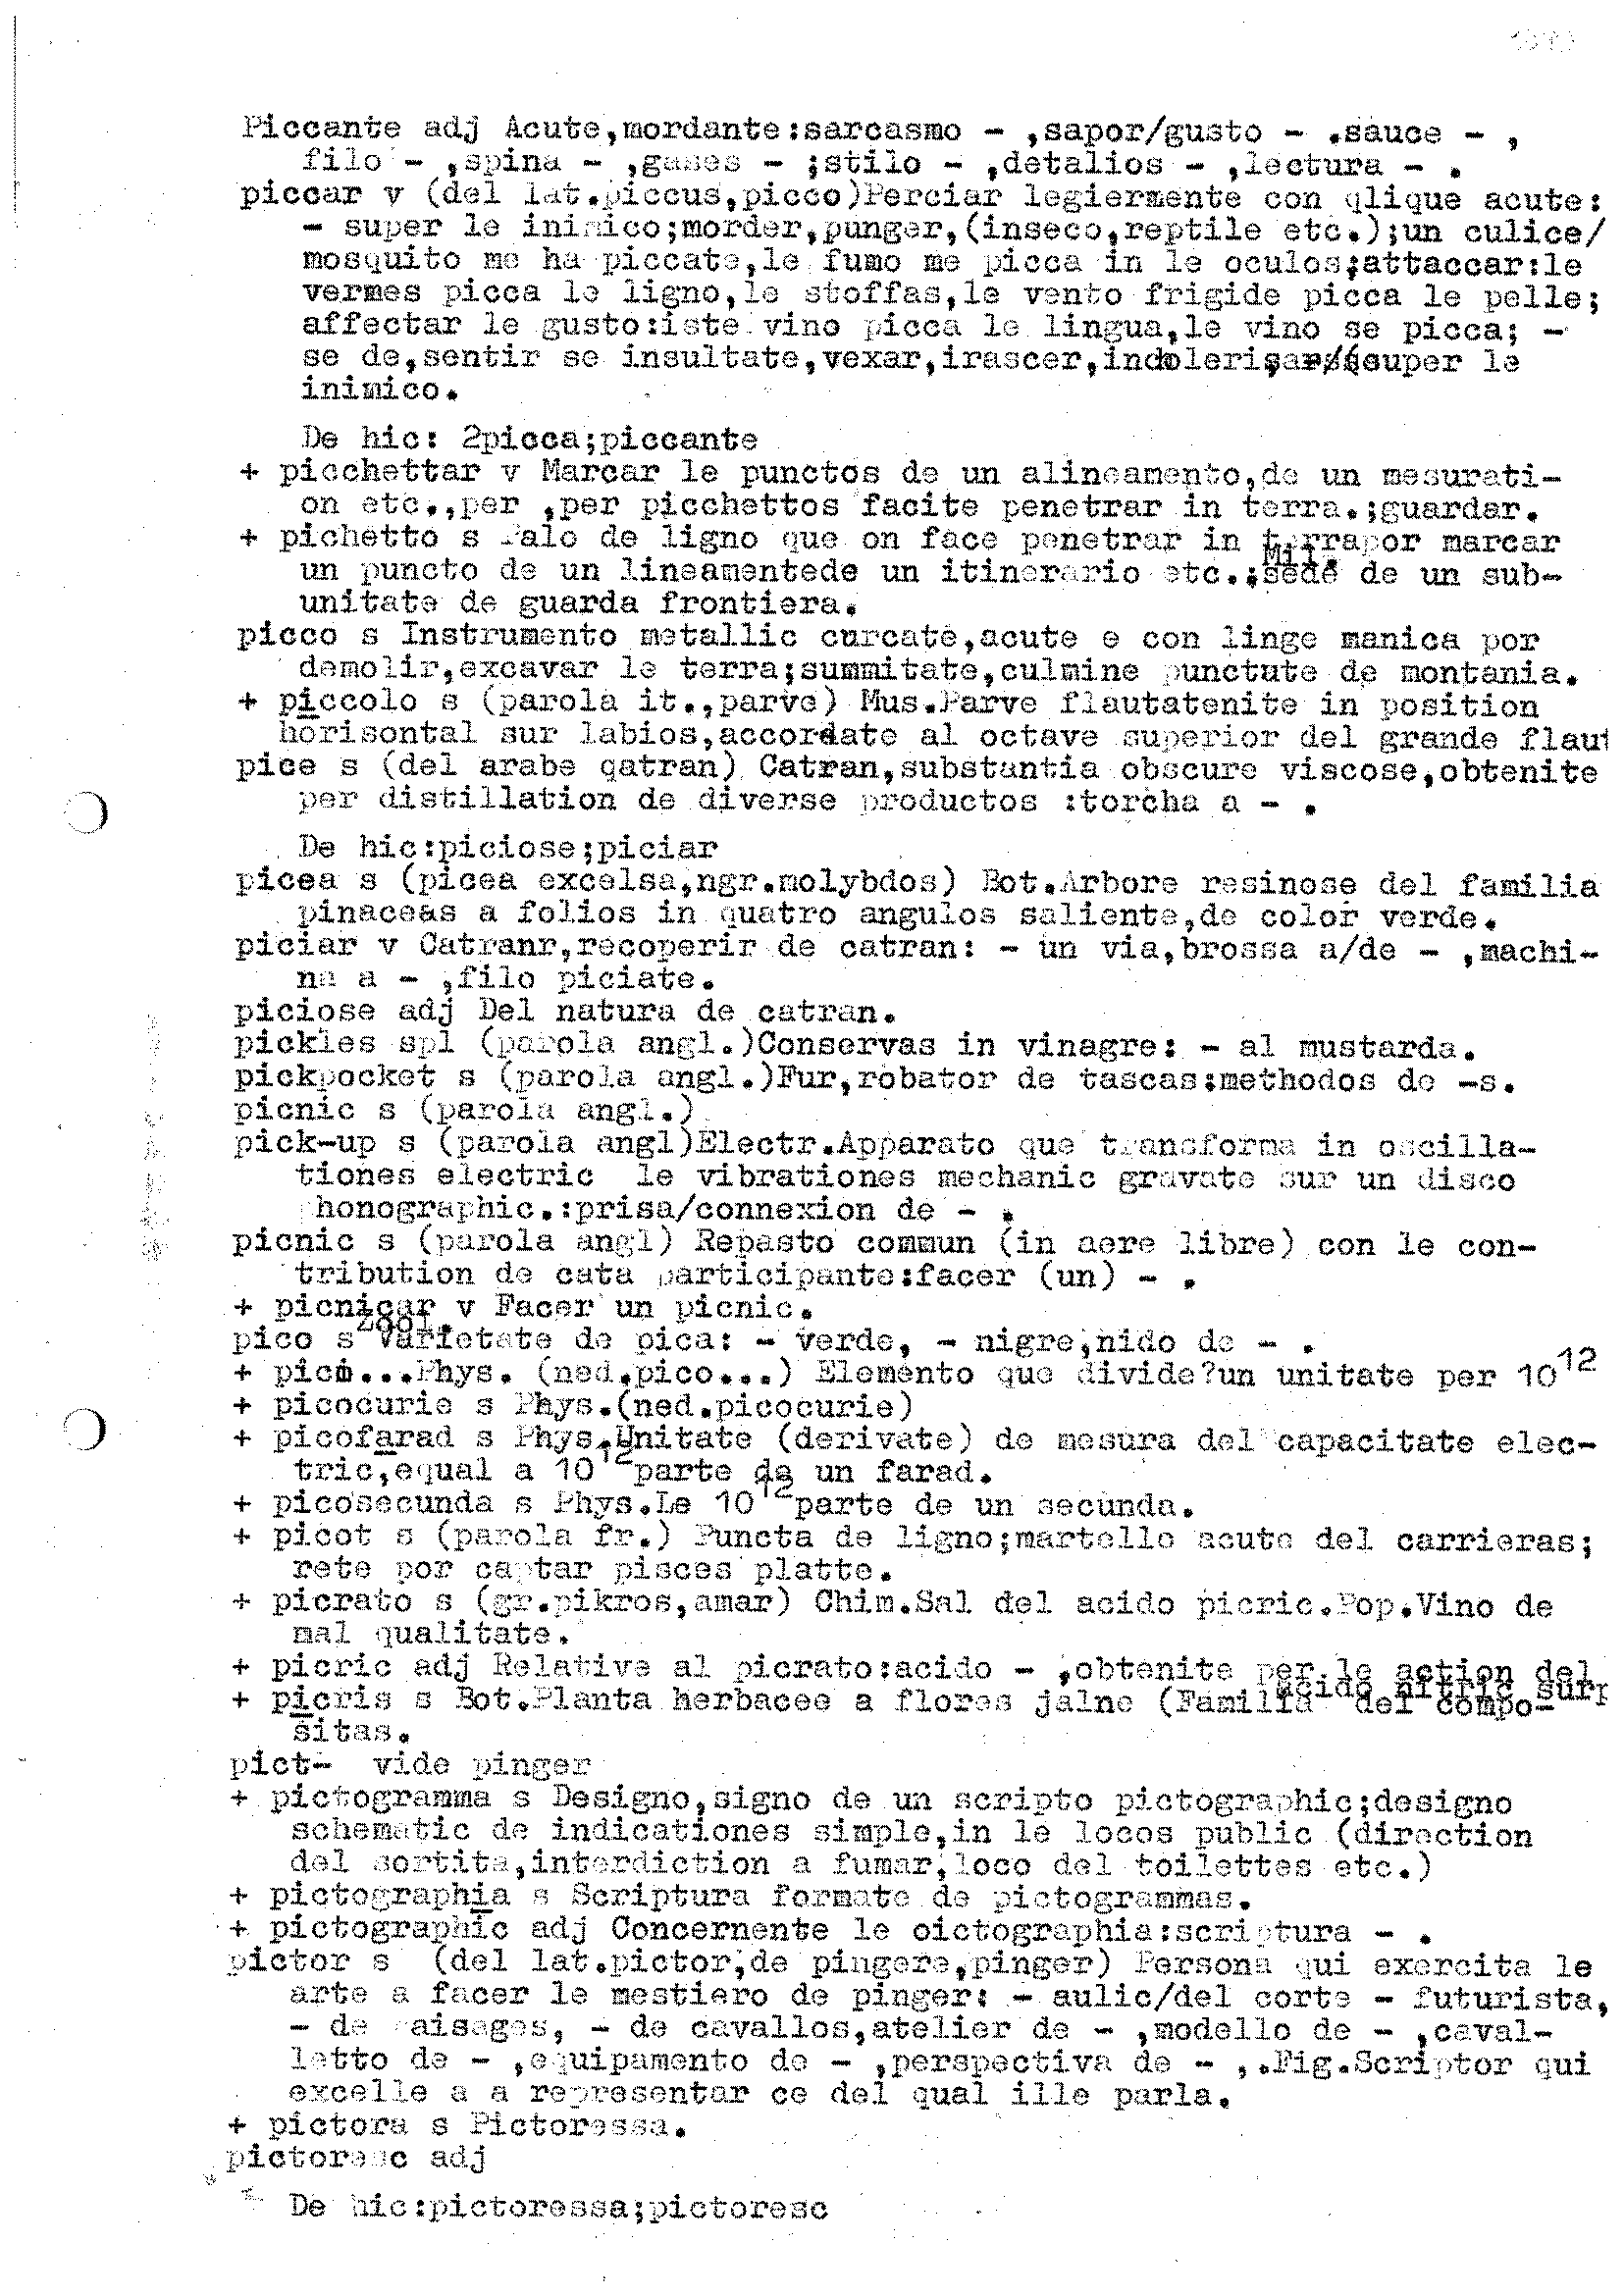 Piccante adj Acute,mordante:sarcasmo - ,sapor/gusto - .sauce - ,
filo - ,spina - ,gases - ;stilo - ,detalios - ,lectura - .
piccar v (del lat.piccus,picco)Perciar legiermente con qlique acute:
- super le inimico;morder,punger,(inseco,reptile etc.);un culice/
mosquito me ha piccate,le fumo me picca in le oculos;attaccar:le
vermes picca le ligno,le stoffas,le vento frigide picca le pelle;
affectar le gusto:iste vino picca le lingua,le vino se picca; -
se de,sentir se insultate,vexar,irascer, super le
inimico.
De hic: 2picca;piccante
+ picchettar v Marcar le punctos de un alineamento,de un mesurati-
on etc.,per ,per picchettos facite penetrar in terra.;guardar.
+ pichetto s Palo de ligno que on face penetrar in terrapor marcar
un puncto de un lineamentede un itinerario etc.;Mil.sede de un sub-
unitate de guarda frontiera.
picco s Instrumento metallic curcate,acute e con linge manica por
demolir,excavar le terra;summitate,culmine punctute de montania.
+ piccolo s (parola it.,parve) Mus.Parve flautatenite in position
horisontal sur labios,accordate al octave superior del grande flaut
pice s (del arabe qatran) Catran,substantia obscure viscose,obtenite
per distillation de diverse productos :torcha a - .
De hic:piciose;piciar
picea s (picea excelsa,ngr.molybdos) Bot.Arbore resinose del familia
pinaceas a folios in quatro angulos saliente,de color verde.
piciar v Catranr,recoperir de catran: - un via,brossa a/de - ,machi-
na a - ,filo piciate.
piciose adj Del natura de catran.
pickles spl (parola angl.)Conservas in vinagre: - al mustarda.
pickpocket s (parola angl.)Fur,robator de tascas:methodos de -s.
picnic s (parola angl.)
pick-up s (parola angl)Electr.Apparato que transforma in oscilla-
tiones electric le vibrationes mechanic gravate sur un disco
phonographic.:prisa/connexion de - .
picnic s (parola angl) Repasto commun (in aere libre) con le con-
tribution de cata participante:facer (un) - .
+ picnicar v Facer un picnic.
pico s Zool. Varietate de pica: - verde, - nigre,nido de - .
+ pico...Phys. (ned.pico...) Elemento que divide?un unitate per 10¹²
+ picocurie s Phys.(ned.picocurie)
+ picofarad s Phys.Unitate (derivate) de mesura del capacitate elec-
tric,equal a 10¹²parte de un farad.
+ picosecunda s Phys.Le 10¹²parte de un secunda.
+ picot s (parola fr.) Puncta de ligno;martello acute del carrieras;
rete por captar pisces platte.
+ picrato s (gr.pikros,amar) Chim.Sal del acido picric.Pop.Vino de
mal qualitate.
+ picric adj Relative al picrato:acido - ,obtenite per le action del
acido nitric surp
+ picris s Bot.Planta herbacee a flores jalne (Familia del compo-
sitas.
pict- vide pinger
+ pictogramma s Designo,signo de un scripto pictographic;designo
schematic de indicationes simple,in le locos public (direction
del sortita,interdiction a fumar,loco del toilettes etc.)
+ pictographia s Scriptura formate de pictogrammas.
+ pictographic adj Concernente le oictographia:scriptura - .
pictor s (del lat.pictor,de pingere,pinger) Persona qui exercita le
arte a facer le mestiero de pinger: - aulic/del corte - futurista,
- de paisages, - de cavallos,atelier de - ,modello de - ,caval-
letto de - ,equipamento de - ,perspectiva de - ,.Fig.Scriptor qui
excelle a a representar ce del qual ille parla.
+ pictora s Pictoressa.
pictoresc adj
De hic:pictoressa;pictoresc